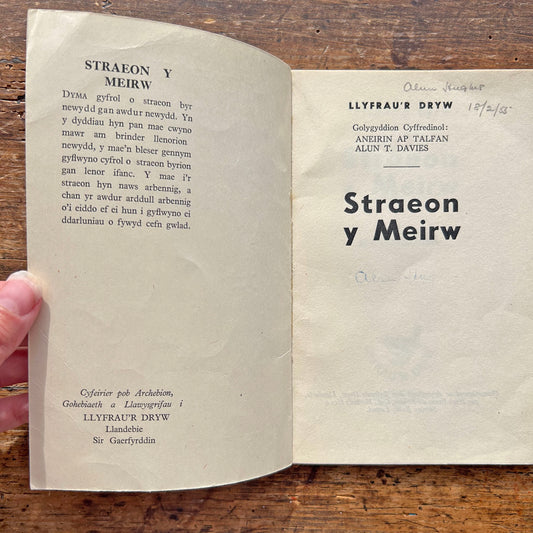 STRAEON Y
MEIRW
DYMA gyfrol o straeon byr
newydd gan awdur newydd. Yn
y dyddiau hyn pan mae cwyno
mawr am brinder llenorion
newydd, y mae'n bleser gennym
gyflwyno cyfrol o straeon byrion
gan lenor ifanc. Y mae i'r
straeon hyn naws arbennig, a
chan yr awdur arddull arbennig
o'i eiddo ef ei hun i gyflwyno ei
ddarluniau o fywyd cefn gwlad.
Cyfeirier pob Archebion,
Gohebiaeth a Llawysgrifau i
LLYFRAU'R DRYW
Llandebie
Sir Gaerfyrddin
Alun Hughes
18/2/55
LLYFRAU'R DRYW
Golygyddion Cyffredinol:
ANEIRIN AP TALFAN
ALUN T. DAVIES
Straeon
y Meirw
Alun